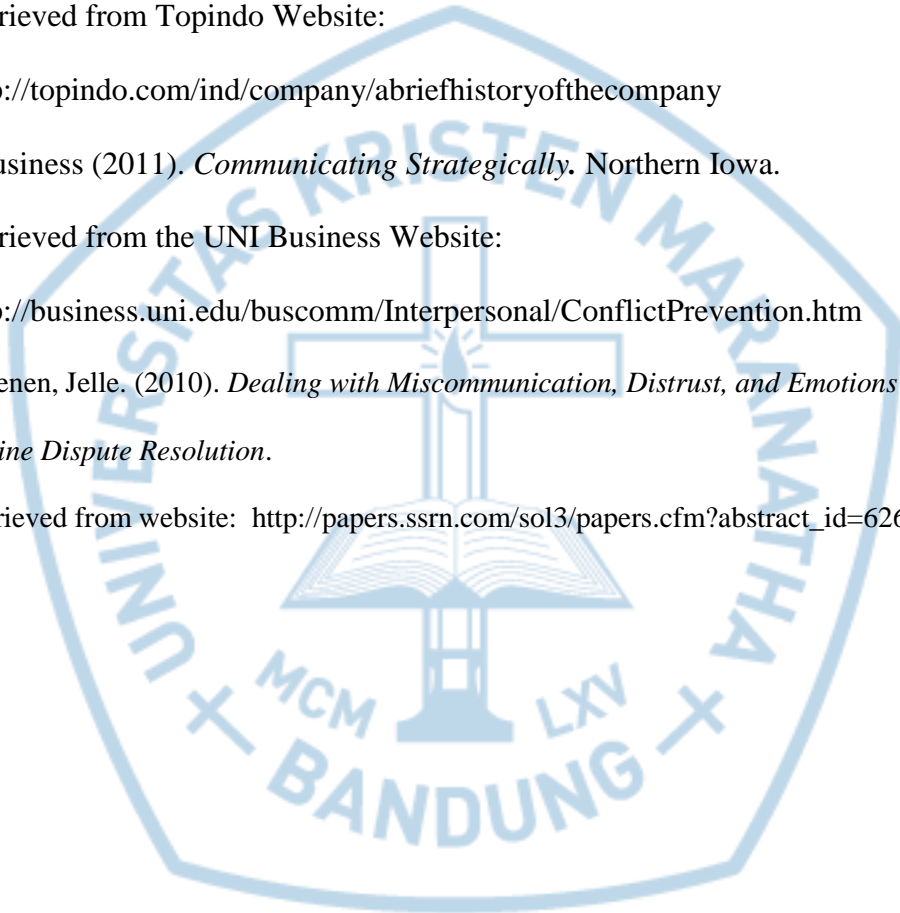 rieved from Topindo Website:
://topindo.com/ind/company/abriefhistoryofthecompany
usiness (2011). Communicating Strategically. Northern Iowa.
rieved from the UNI Business Website:
://business.uni.edu/buscomm/Interpersonal/ConflictPrevention.htm
enen, Jelle. (2010). Dealing with Miscommunication, Distrust, and Emotions
ine Dispute Resolution.
rieved from website: http://papers.ssrn.com/sol3/papers.cfm?abstract_id=626
UNIVERSITAS KRISTEN MARANATHA
MCM LXV
BANDUNG